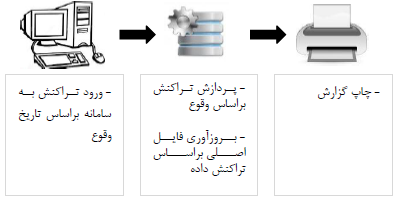 - ورود تراکنش به
سامانه براساس تاریخ
وقوع
- پردازش تراکنش
براساس وقوع
- بروزآوری فایل
اصلی براساس
تراکنش داده
- چاپ گزارش